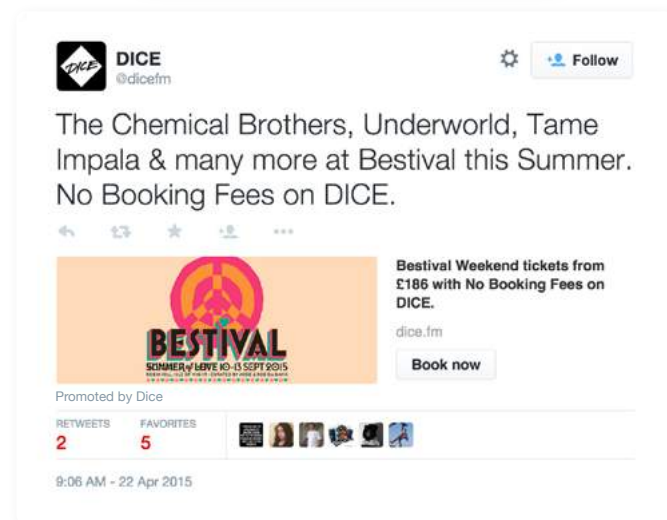 DICE
DICE
@dicefm
Follow
The Chemical Brothers, Underworld, Tame
Impala & many more at Bestival this Summer.
No Booking Fees on DICE.
BESTIVAL
SUMMER of LOVE 10-13 SEPT 2015
Bestival Weekend tickets from
£186 with No Booking Fees on
DICE.
dice.fm
Book now
Promoted by Dice
RETWEETS
FAVORITES
2
5
9:06 AM - 22 Apr 2015